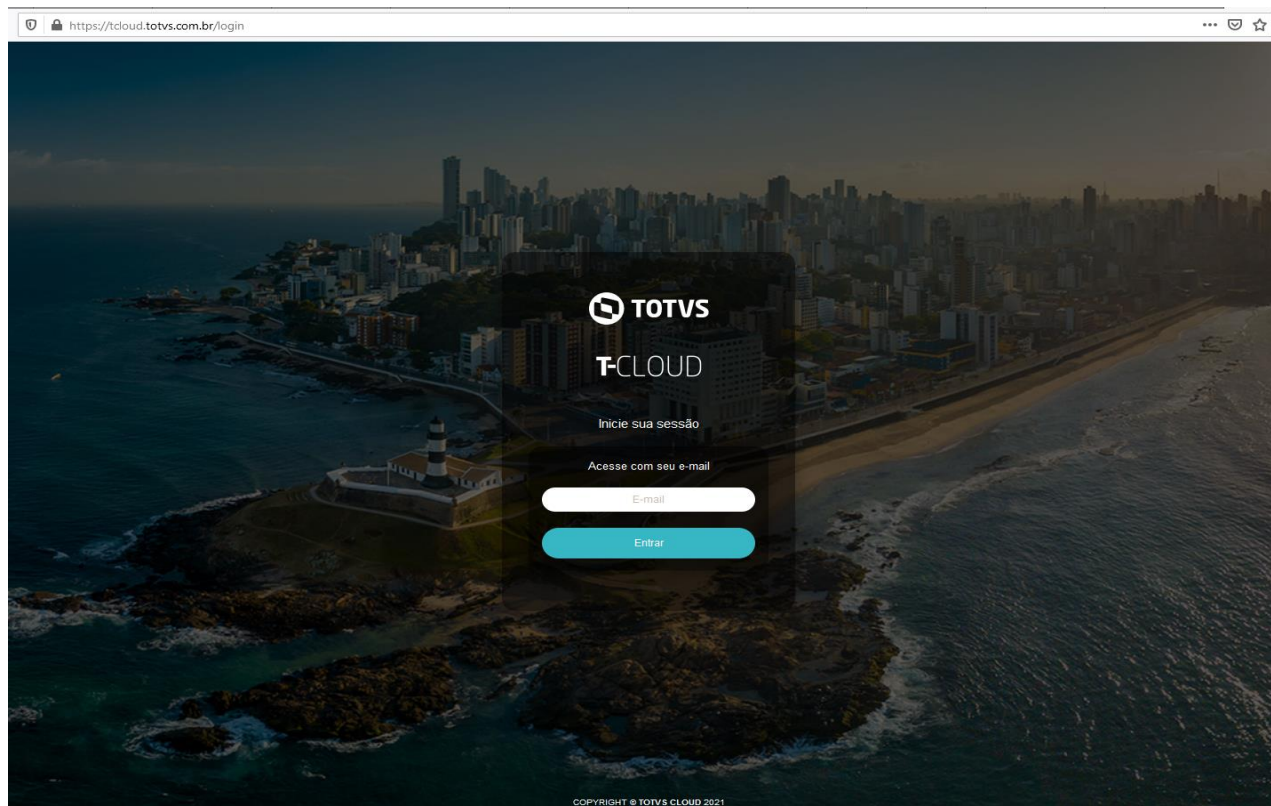 https://tcloud.totvs.com.br/login
TOTVS
T-CLOUD
Inicie sua sessão
Acesse com seu e-mail
E-mail
Entrar
COPYRIGHT © TOTVS CLOUD 2021